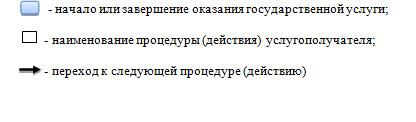 - начало или завершение оказания государственной услуги;
- наименование процедуры (действия) услугополучателя;
- переход к следующей процедуре (действию)